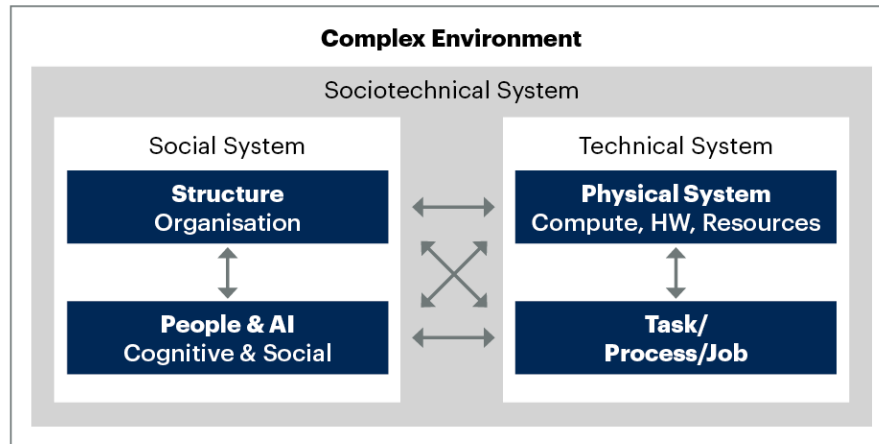 Complex Environment
Sociotechnical System
Social System
Structure
Organisation
People & AI
Cognitive & Social
Technical System
Physical System
Compute, HW, Resources
Task/
Process/Job